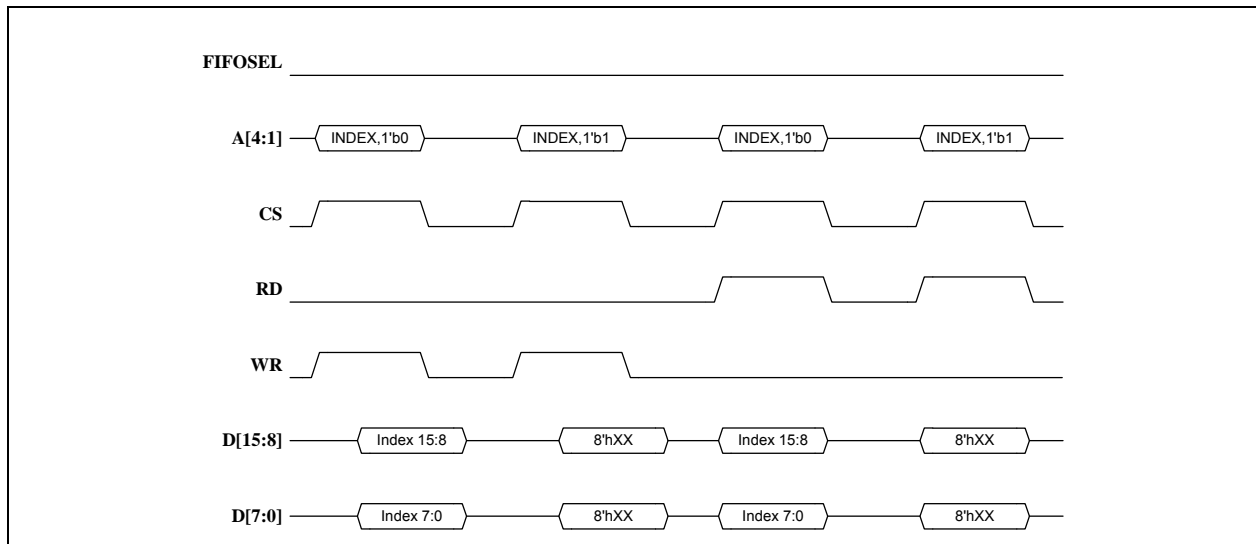 FIFOSEL
A[4:1] INDEX,1'b0 INDEX,1'b1 INDEX,1'b0 INDEX,1'b1
CS
RD
WR
D[15:8] Index 15:8 8'hXX Index 15:8 8'hXX
D[7:0] Index 7:0 8'hXX Index 7:0 8'hXX